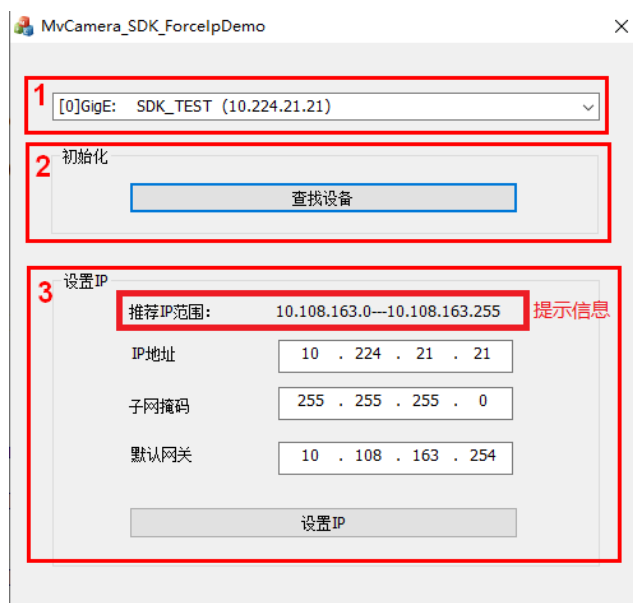 MvCamera_SDK_ForceIpDemo
1
[0]GigE: SDK_TEST (10.224.21.21)
2
初始化
查找设备
3
设置IP
推荐IP范围: 10.108.163.0---10.108.163.255 提示信息
IP地址 10 . 224 . 21 . 21
子网掩码 255 . 255 . 255 . 0
默认网关 10 . 108 . 163 . 254
设置IP